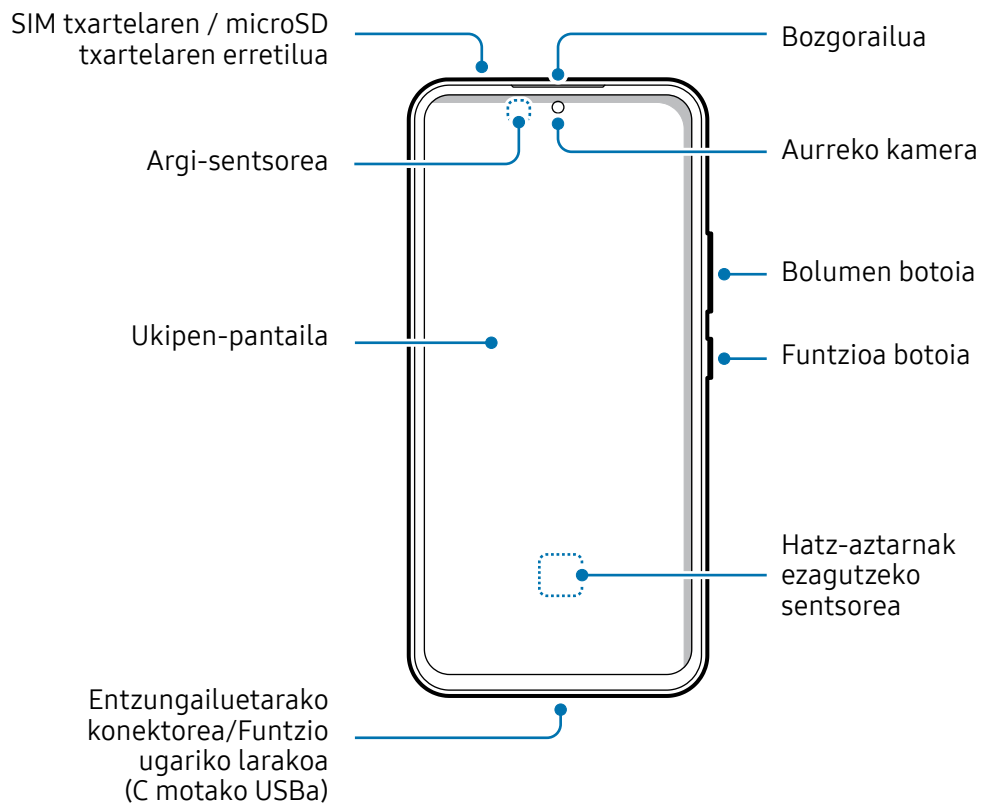 SIM txartelaren / microSD
txartelaren erretilua
Bozgorailua
Argi-sentsorea
Aurreko kamera
Bolumen botoia
Ukipen-pantaila
Funtzioa botoia
Hatz-aztarnak
ezagutzeko
sentsorea
Entzungailuetarako
konektorea/Funtzio
ugariko larakoa
(C motako USBa)